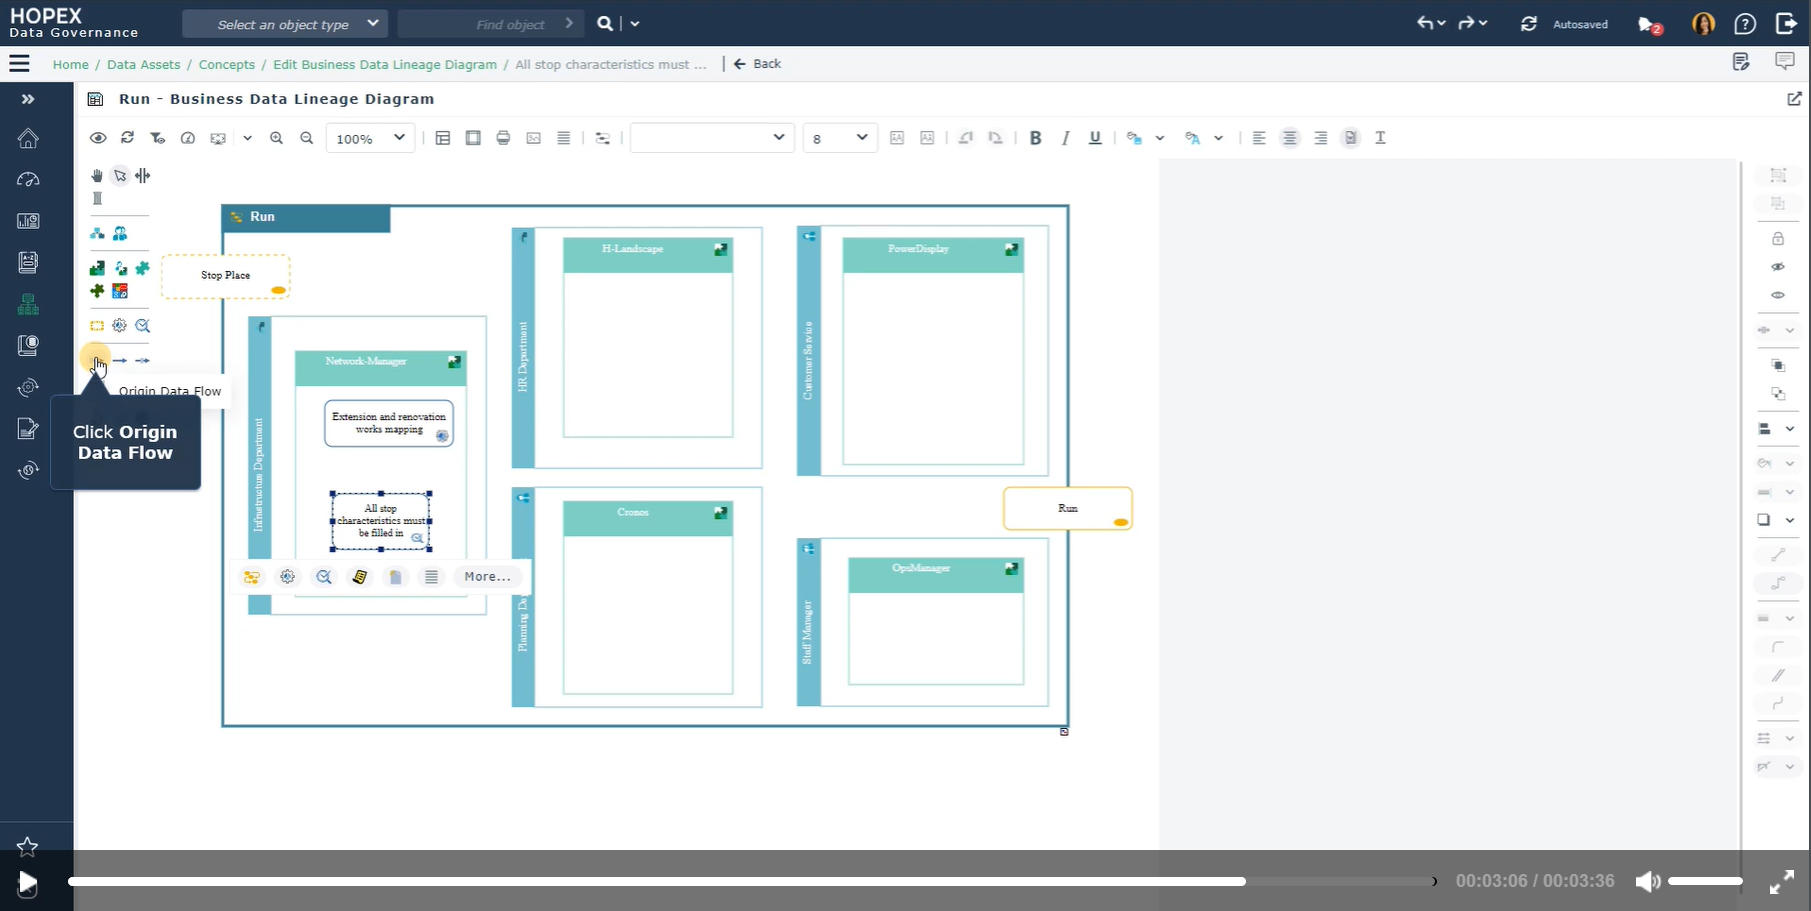 HOPEX
Data Governance
Select an object type
Find object
Autosaved
2
Home / Data Assets / Concepts / Edit Business Data Lineage Diagram / All stop characteristics must ...
Back
Run - Business Data Lineage Diagram
100%
8
Run
Stop Place
H-Landscape
HR Department
PowerDisplay
Customer Service
Network-Manager
Infrastructure Department
Extension and renovation
works mapping
All stop
characteristics must
be filled in
More...
Origin Data Flow
Click Origin
Data Flow
Cronos
Run
OpsManager
Staff Manager
00:03:06 / 00:03:36